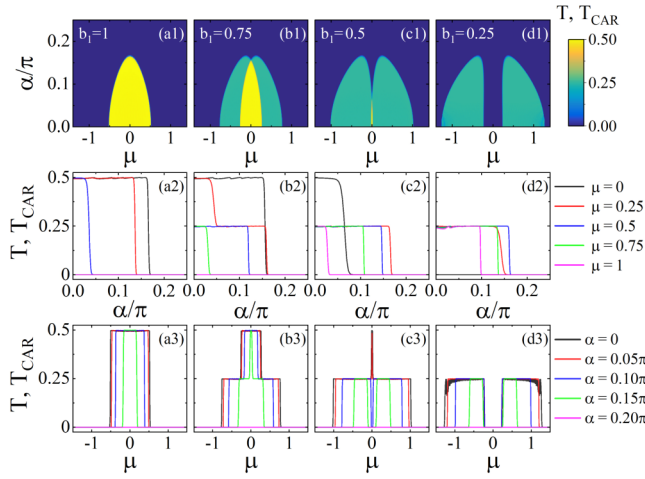 T, T_CAR
b₁=1 (a1) b₁=0.75 (b1) b₁=0.5 (c1) b₁=0.25 (d1)
α/π
0.2
0.1
0.0
0.50
0.25
0.00
-1 0 1 -1 0 1 -1 0 1 -1 0 1
μ μ μ μ
T, T_CAR
0.5
0.25
0
(a2) (b2) (c2) (d2)
μ = 0
μ = 0.25
μ = 0.5
μ = 0.75
μ = 1
0.0 0.1 0.2 0.0 0.1 0.2 0.0 0.1 0.2 0.0 0.1 0.2
α/π α/π α/π α/π
T, T_CAR
0.5
0.25
0
(a3) (b3) (c3) (d3)
α = 0
α = 0.05π
α = 0.10π
α = 0.15π
α = 0.20π
-1 0 1 -1 0 1 -1 0 1 -1 0 1
μ μ μ μ